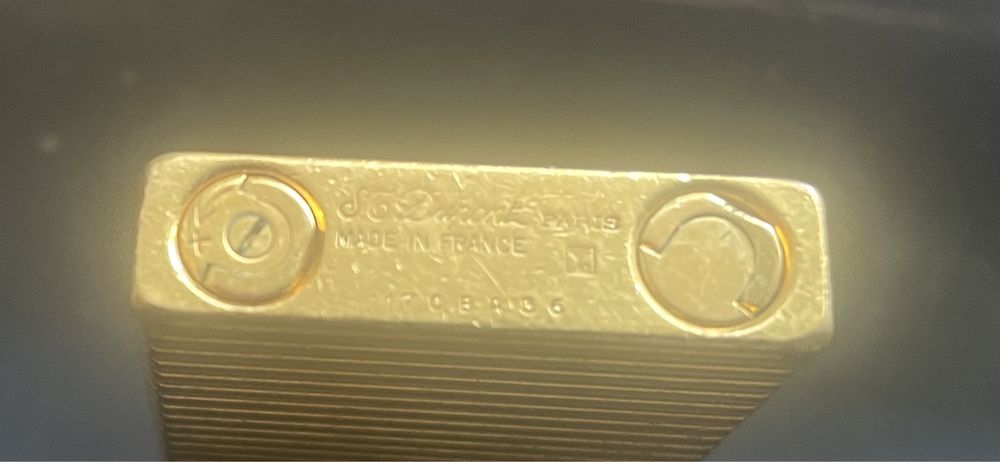 S.T. Dupont PARIS
MADE IN FRANCE